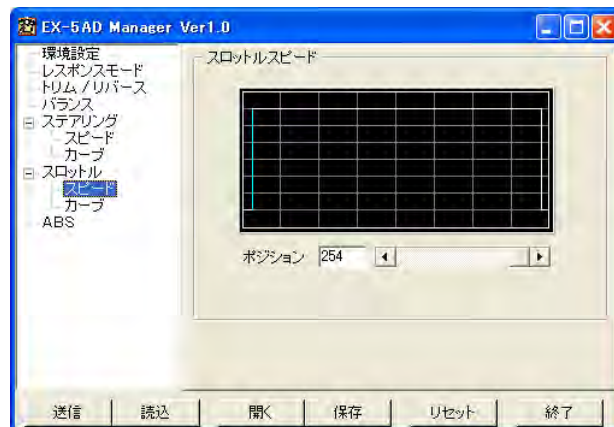 EX-5AD Manager Ver1.0
環境設定
レスポンスモード
トリム / リバース
バランス
ステアリング
スピード
カーブ
スロットル
スピード
カーブ
ABS
スロットルスピード
ポジション 254
送信 読込 開く 保存 リセット 終了